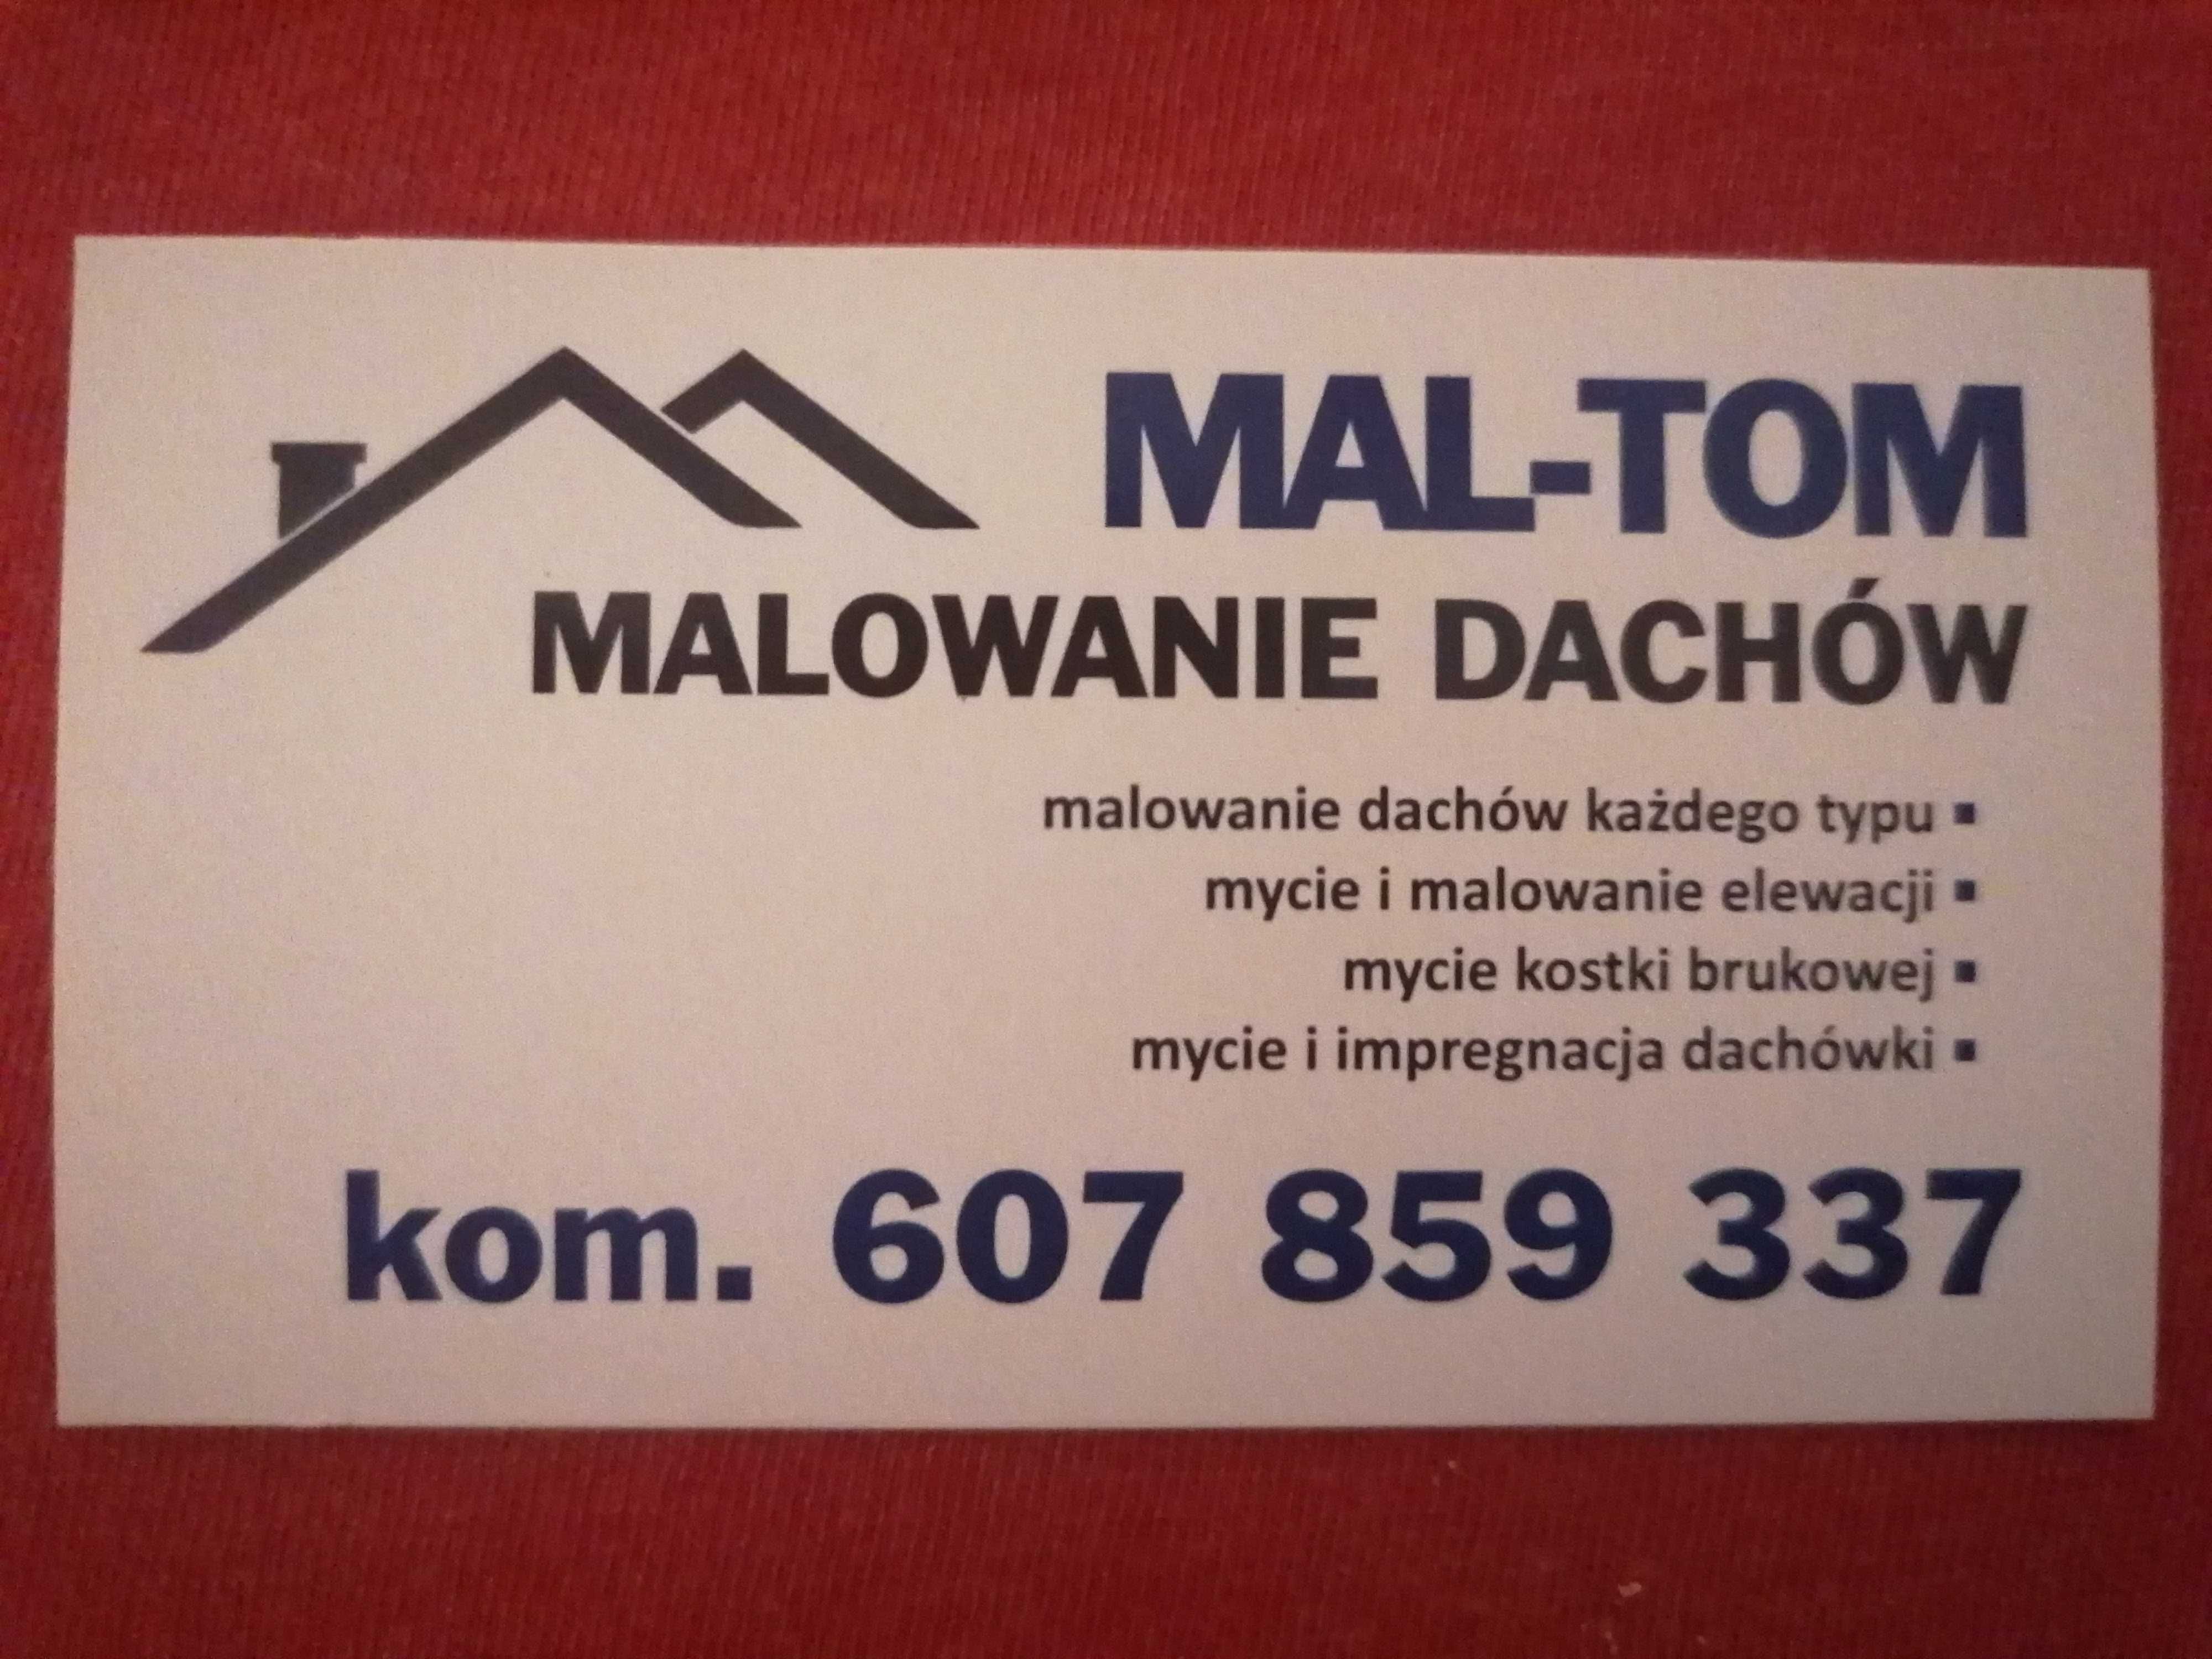 MAL-TOM
MALOWANIE DACHÓW
malowanie dachów każdego typu ▪
mycie i malowanie elewacji ▪
mycie kostki brukowej ▪
mycie i impregnacja dachówki ▪
kom. 607 859 337